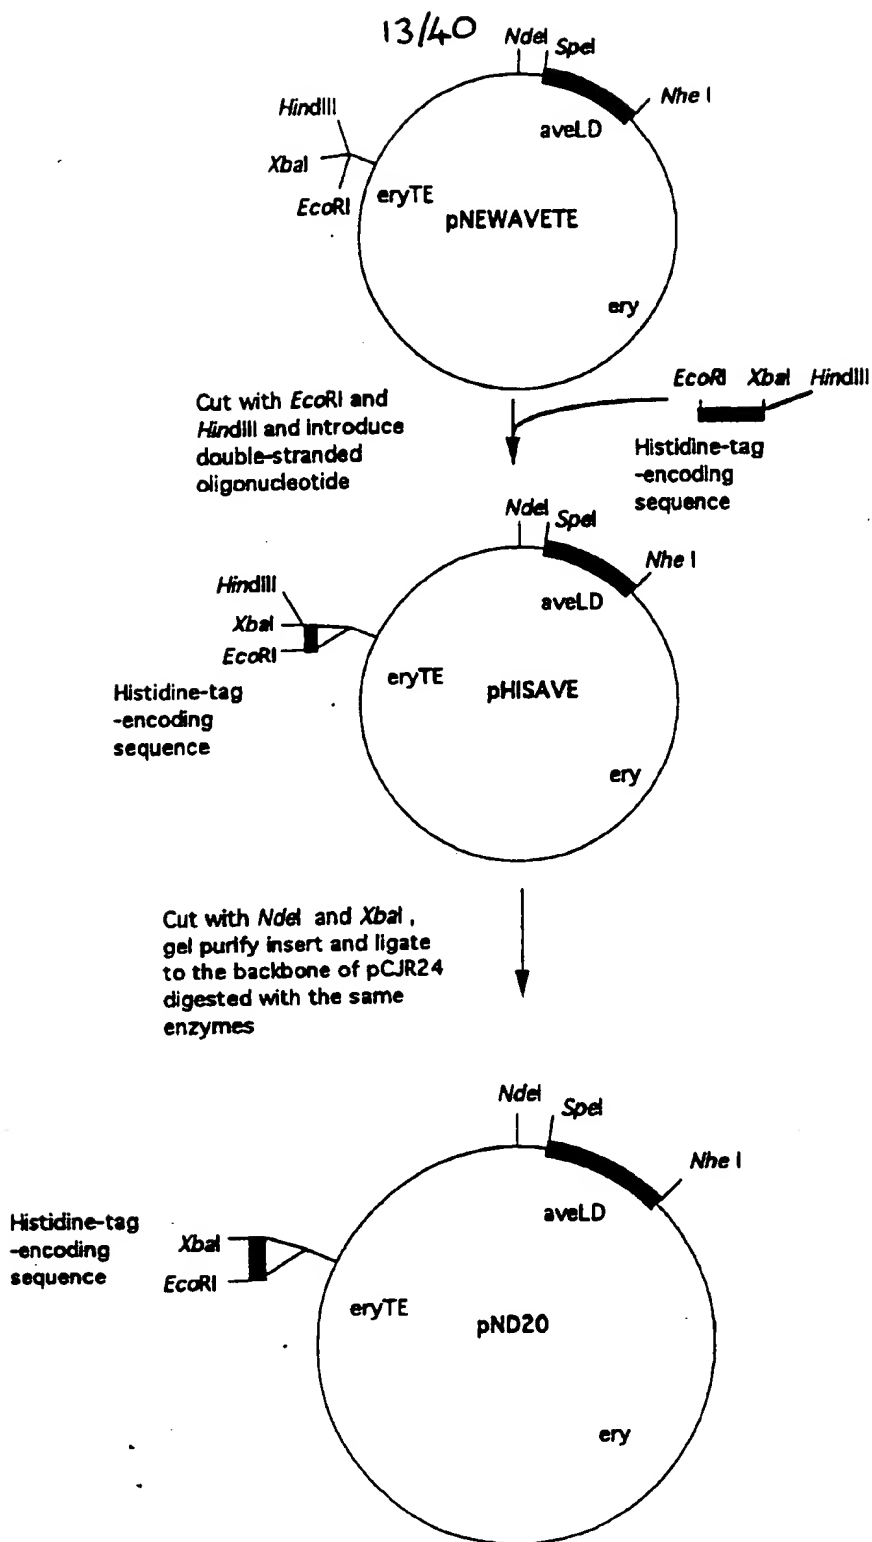 13/40
NdeI
SpeI
NheI
HindIII
aveLD
XbaI
EcoRI
eryTE
pNEWAVETE
ery
EcoRI XbaI HindIII
Cut with EcoRI and
HindIII and introduce
double-stranded
oligonucleotide
Histidine-tag
-encoding
sequence
NdeI
SpeI
NheI
HindIII
aveLD
XbaI
EcoRI
eryTE
pHISAVE
Histidine-tag
-encoding
sequence
ery
Cut with NdeI and XbaI,
gel purify insert and ligate
to the backbone of pCJR24
digested with the same
enzymes
NdeI
SpeI
NheI
aveLD
Histidine-tag
-encoding
sequence
XbaI
EcoRI
eryTE
pND20
ery